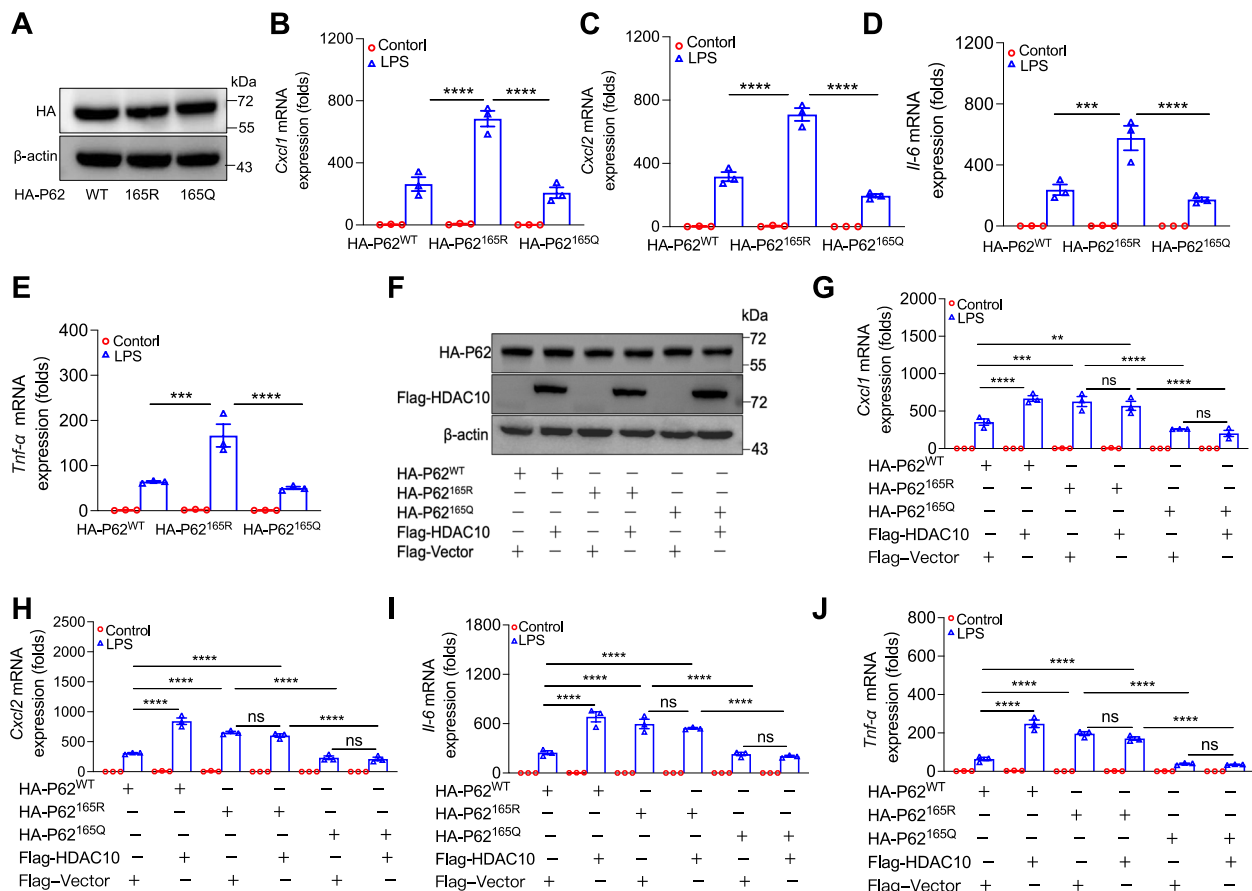 A
kDa
HA
72
55
β-actin
43
HA-P62 WT 165R 165Q
B
Contorl
LPS
Cxcl1 mRNA
expression (folds)
1200
800
400
0
**** ****
HA-P62WT HA-P62165R HA-P62165Q
C
Contorl
LPS
Cxcl2 mRNA
expression (folds)
1200
800
400
0
**** ****
HA-P62WT HA-P62165R HA-P62165Q
D
Contorl
LPS
Il-6 mRNA
expression (folds)
1200
900
600
300
0
*** ****
HA-P62WT HA-P62165R HA-P62165Q
E
Contorl
LPS
Tnf-α mRNA
expression (folds)
400
300
200
100
0
*** ****
HA-P62WT HA-P62165R HA-P62165Q
F
kDa
HA-P62
72
55
Flag-HDAC10
72
β-actin
43
HA-P62WT + + − − − −
HA-P62165R − − + + − −
HA-P62165Q − − − − + +
Flag-HDAC10 − + − + − +
Flag-Vector + − + − + −
G
Control
LPS
Cxcl1 mRNA
expression (folds)
2000
1500
1000
500
0
**
*** ****
**** ns ****
ns
HA-P62WT + + − − − −
HA-P62165R − − + + − −
HA-P62165Q − − − − + +
Flag-HDAC10 − + − + − +
Flag–Vector + − + − + −
H
Control
LPS
Cxcl2 mRNA
expression (folds)
2500
2000
1500
1000
500
0
****
**** ****
**** ns ****
ns
HA-P62WT + + − − − −
HA-P62165R − − + + − −
HA-P62165Q − − − − + +
Flag-HDAC10 − + − + − +
Flag–Vector + − + − + −
I
Control
LPS
Il-6 mRNA
expression (folds)
1800
1200
600
0
****
**** ****
**** ns ****
ns
HA-P62WT + + − − − −
HA-P62165R − − + + − −
HA-P62165Q − − − − + +
Flag-HDAC10 − + − + − +
Flag–Vector + − + − + −
J
Control
LPS
Tnf-α mRNA
expression (folds)
800
600
400
200
0
****
**** ****
**** ns ****
ns
HA-P62WT + + − − − −
HA-P62165R − − + + − −
HA-P62165Q − − − − + +
Flag-HDAC10 − + − + − +
Flag–Vector + − + − + −